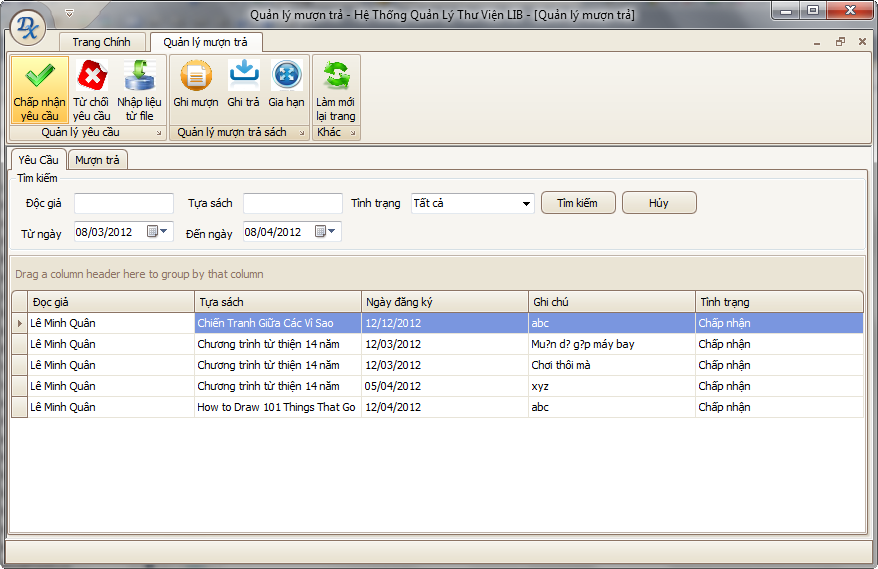 Quản lý mượn trả - Hệ Thống Quản Lý Thư Viện LIB - [Quản lý mượn trả]
DX
Trang Chính Quản lý mượn trả
Chấp nhận yêu cầu Từ chối yêu cầu Nhập liệu từ file Ghi mượn Ghi trả Gia hạn Làm mới lại trang
Quản lý yêu cầu Quản lý mượn trả sách Khác
Yêu Cầu Mượn trả
Tìm kiếm
Độc giả Tựa sách Tình trạng Tất cả Tìm kiếm Hủy
Từ ngày 08/03/2012 Đến ngày 08/04/2012
Drag a column header here to group by that column
Đọc giả Tựa sách Ngày đăng ký Ghi chú Tình trạng
Lê Minh Quân Chiến Tranh Giữa Các Vì Sao 12/12/2012 abc Chấp nhận
Lê Minh Quân Chương trình từ thiện 14 năm 12/03/2012 Mu?n d? g?p máy bay Chấp nhận
Lê Minh Quân Chương trình từ thiện 14 năm 12/03/2012 Chơi thôi mà Chấp nhận
Lê Minh Quân Chương trình từ thiện 14 năm 05/04/2012 xyz Chấp nhận
Lê Minh Quân How to Draw 101 Things That Go 12/04/2012 abc Chấp nhận